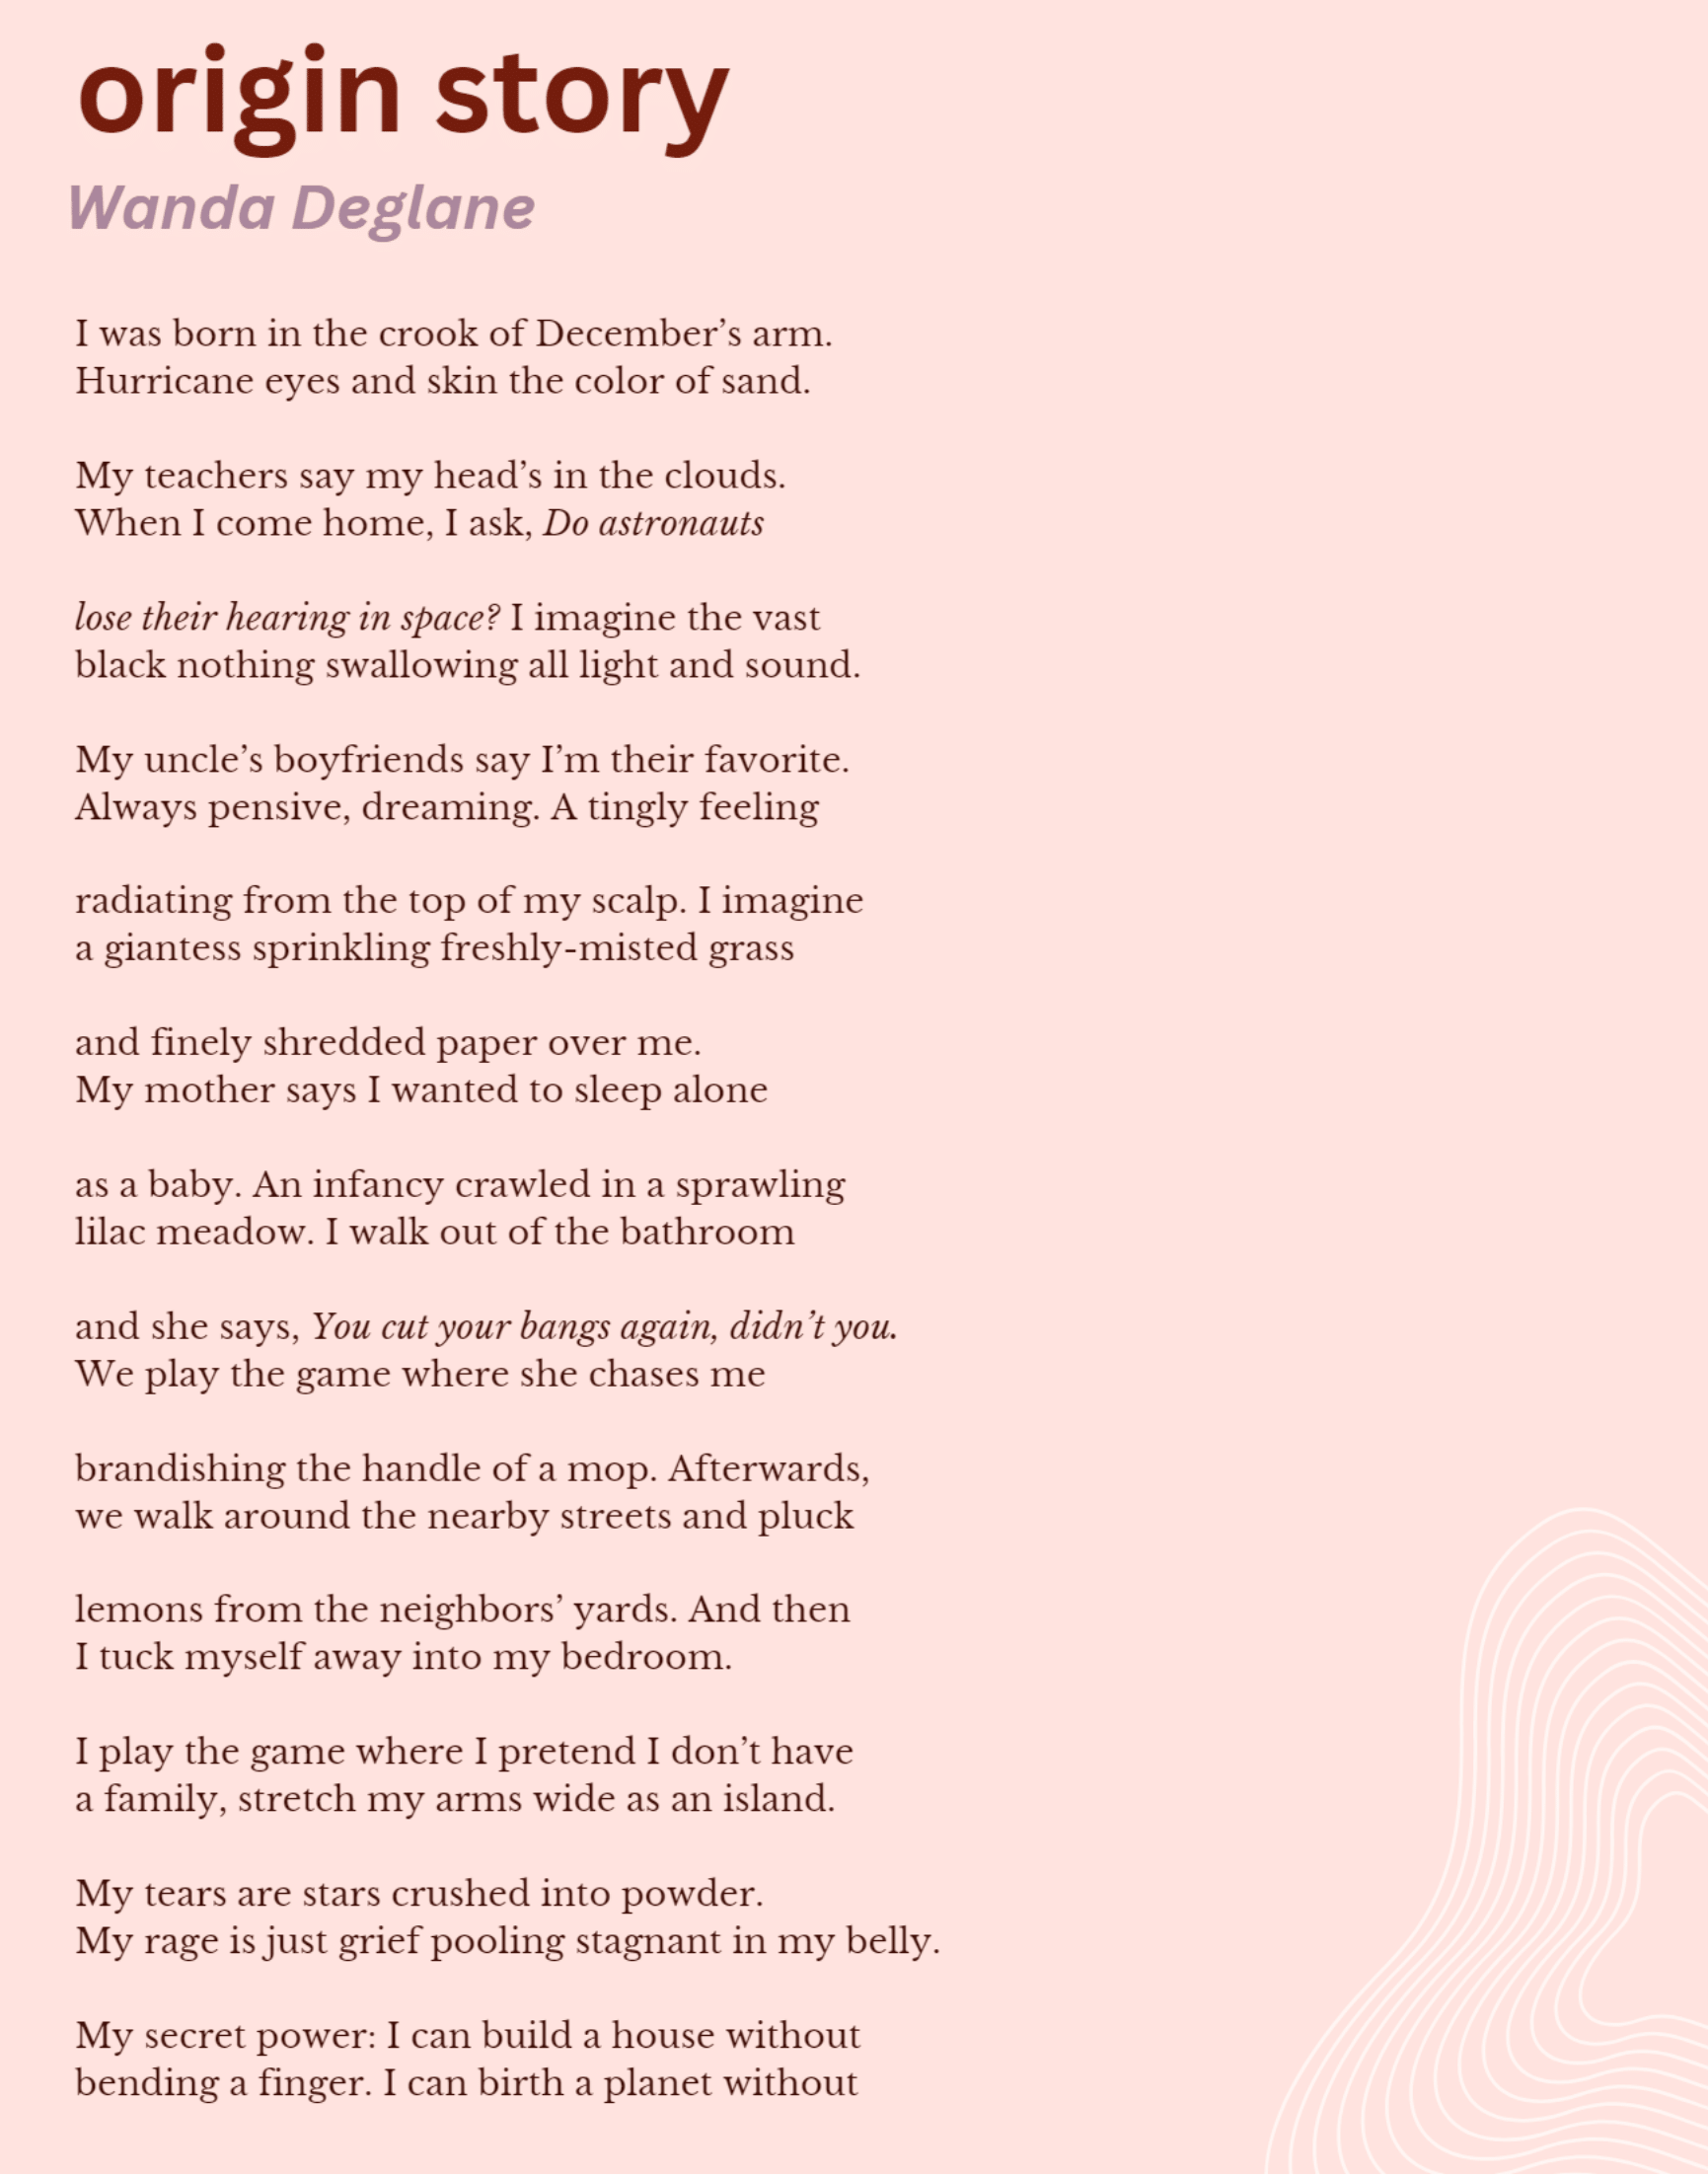 origin story
Wanda Deglane
I was born in the crook of December’s arm.
Hurricane eyes and skin the color of sand.
My teachers say my head’s in the clouds.
When I come home, I ask, Do astronauts
lose their hearing in space? I imagine the vast
black nothing swallowing all light and sound.
My uncle’s boyfriends say I’m their favorite.
Always pensive, dreaming. A tingly feeling
radiating from the top of my scalp. I imagine
a giantess sprinkling freshly-misted grass
and finely shredded paper over me.
My mother says I wanted to sleep alone
as a baby. An infancy crawled in a sprawling
lilac meadow. I walk out of the bathroom
and she says, You cut your bangs again, didn’t you.
We play the game where she chases me
brandishing the handle of a mop. Afterwards,
we walk around the nearby streets and pluck
lemons from the neighbors’ yards. And then
I tuck myself away into my bedroom.
I play the game where I pretend I don’t have
a family, stretch my arms wide as an island.
My tears are stars crushed into powder.
My rage is just grief pooling stagnant in my belly.
My secret power: I can build a house without
bending a finger. I can birth a planet without